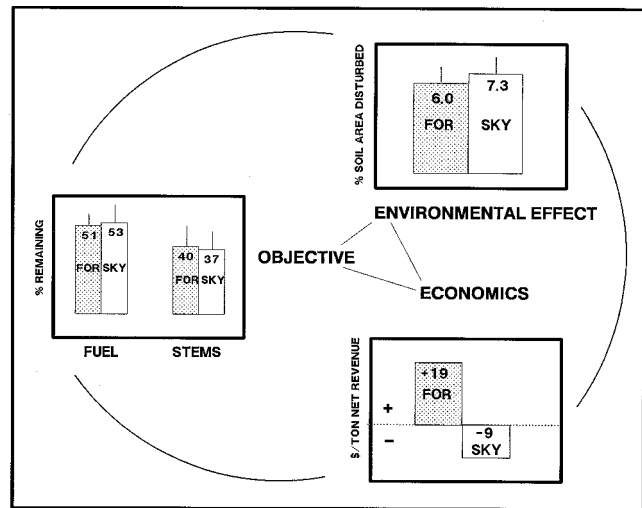 % SOIL AREA DISTURBED
6.0
7.3
FOR
SKY
ENVIRONMENTAL EFFECT
% REMAINING
51
53
FOR
SKY
40
37
FOR
SKY
FUEL
STEMS
OBJECTIVE
ECONOMICS
$/TON NET REVENUE
+
−
+19
FOR
−9
SKY